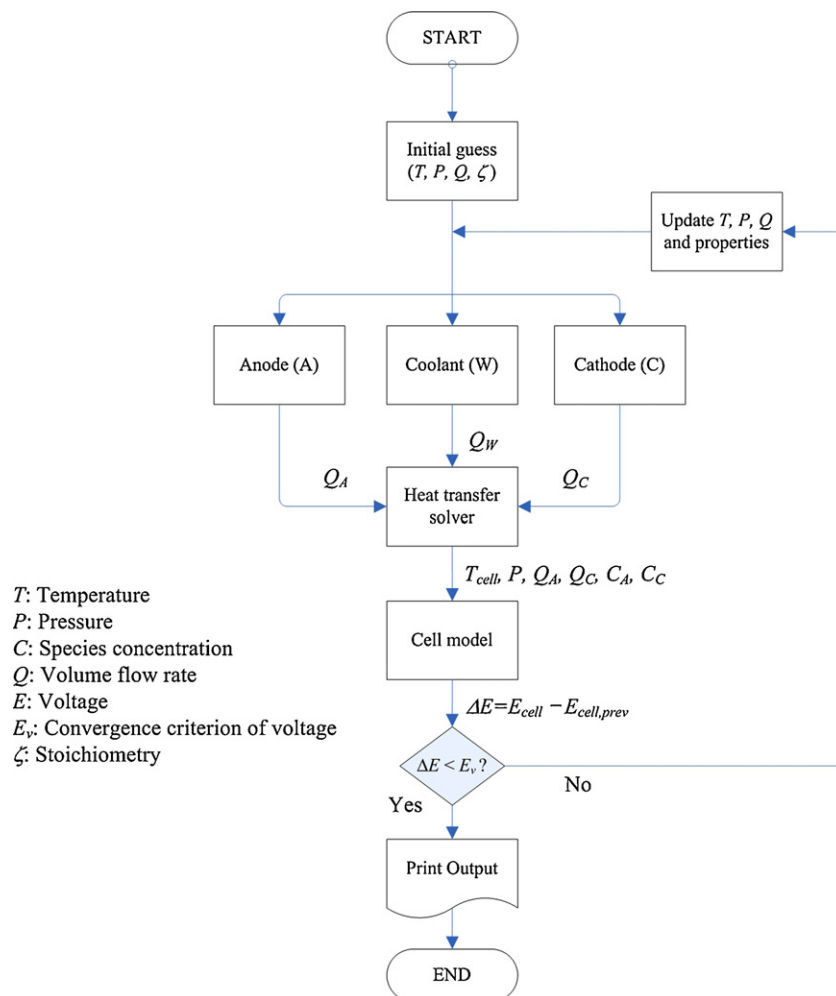 START
Initial guess
(T, P, Q, ζ)
Update T, P, Q
and properties
Anode (A)
Coolant (W)
Cathode (C)
Q_W
Q_A
Q_C
Heat transfer
solver
T_cell, P, Q_A, Q_C, C_A, C_C
Cell model
ΔE=E_cell −E_cell,prev
ΔE < E_v ?
Yes
No
Print Output
END
T: Temperature
P: Pressure
C: Species concentration
Q: Volume flow rate
E: Voltage
E_v: Convergence criterion of voltage
ζ: Stoichiometry